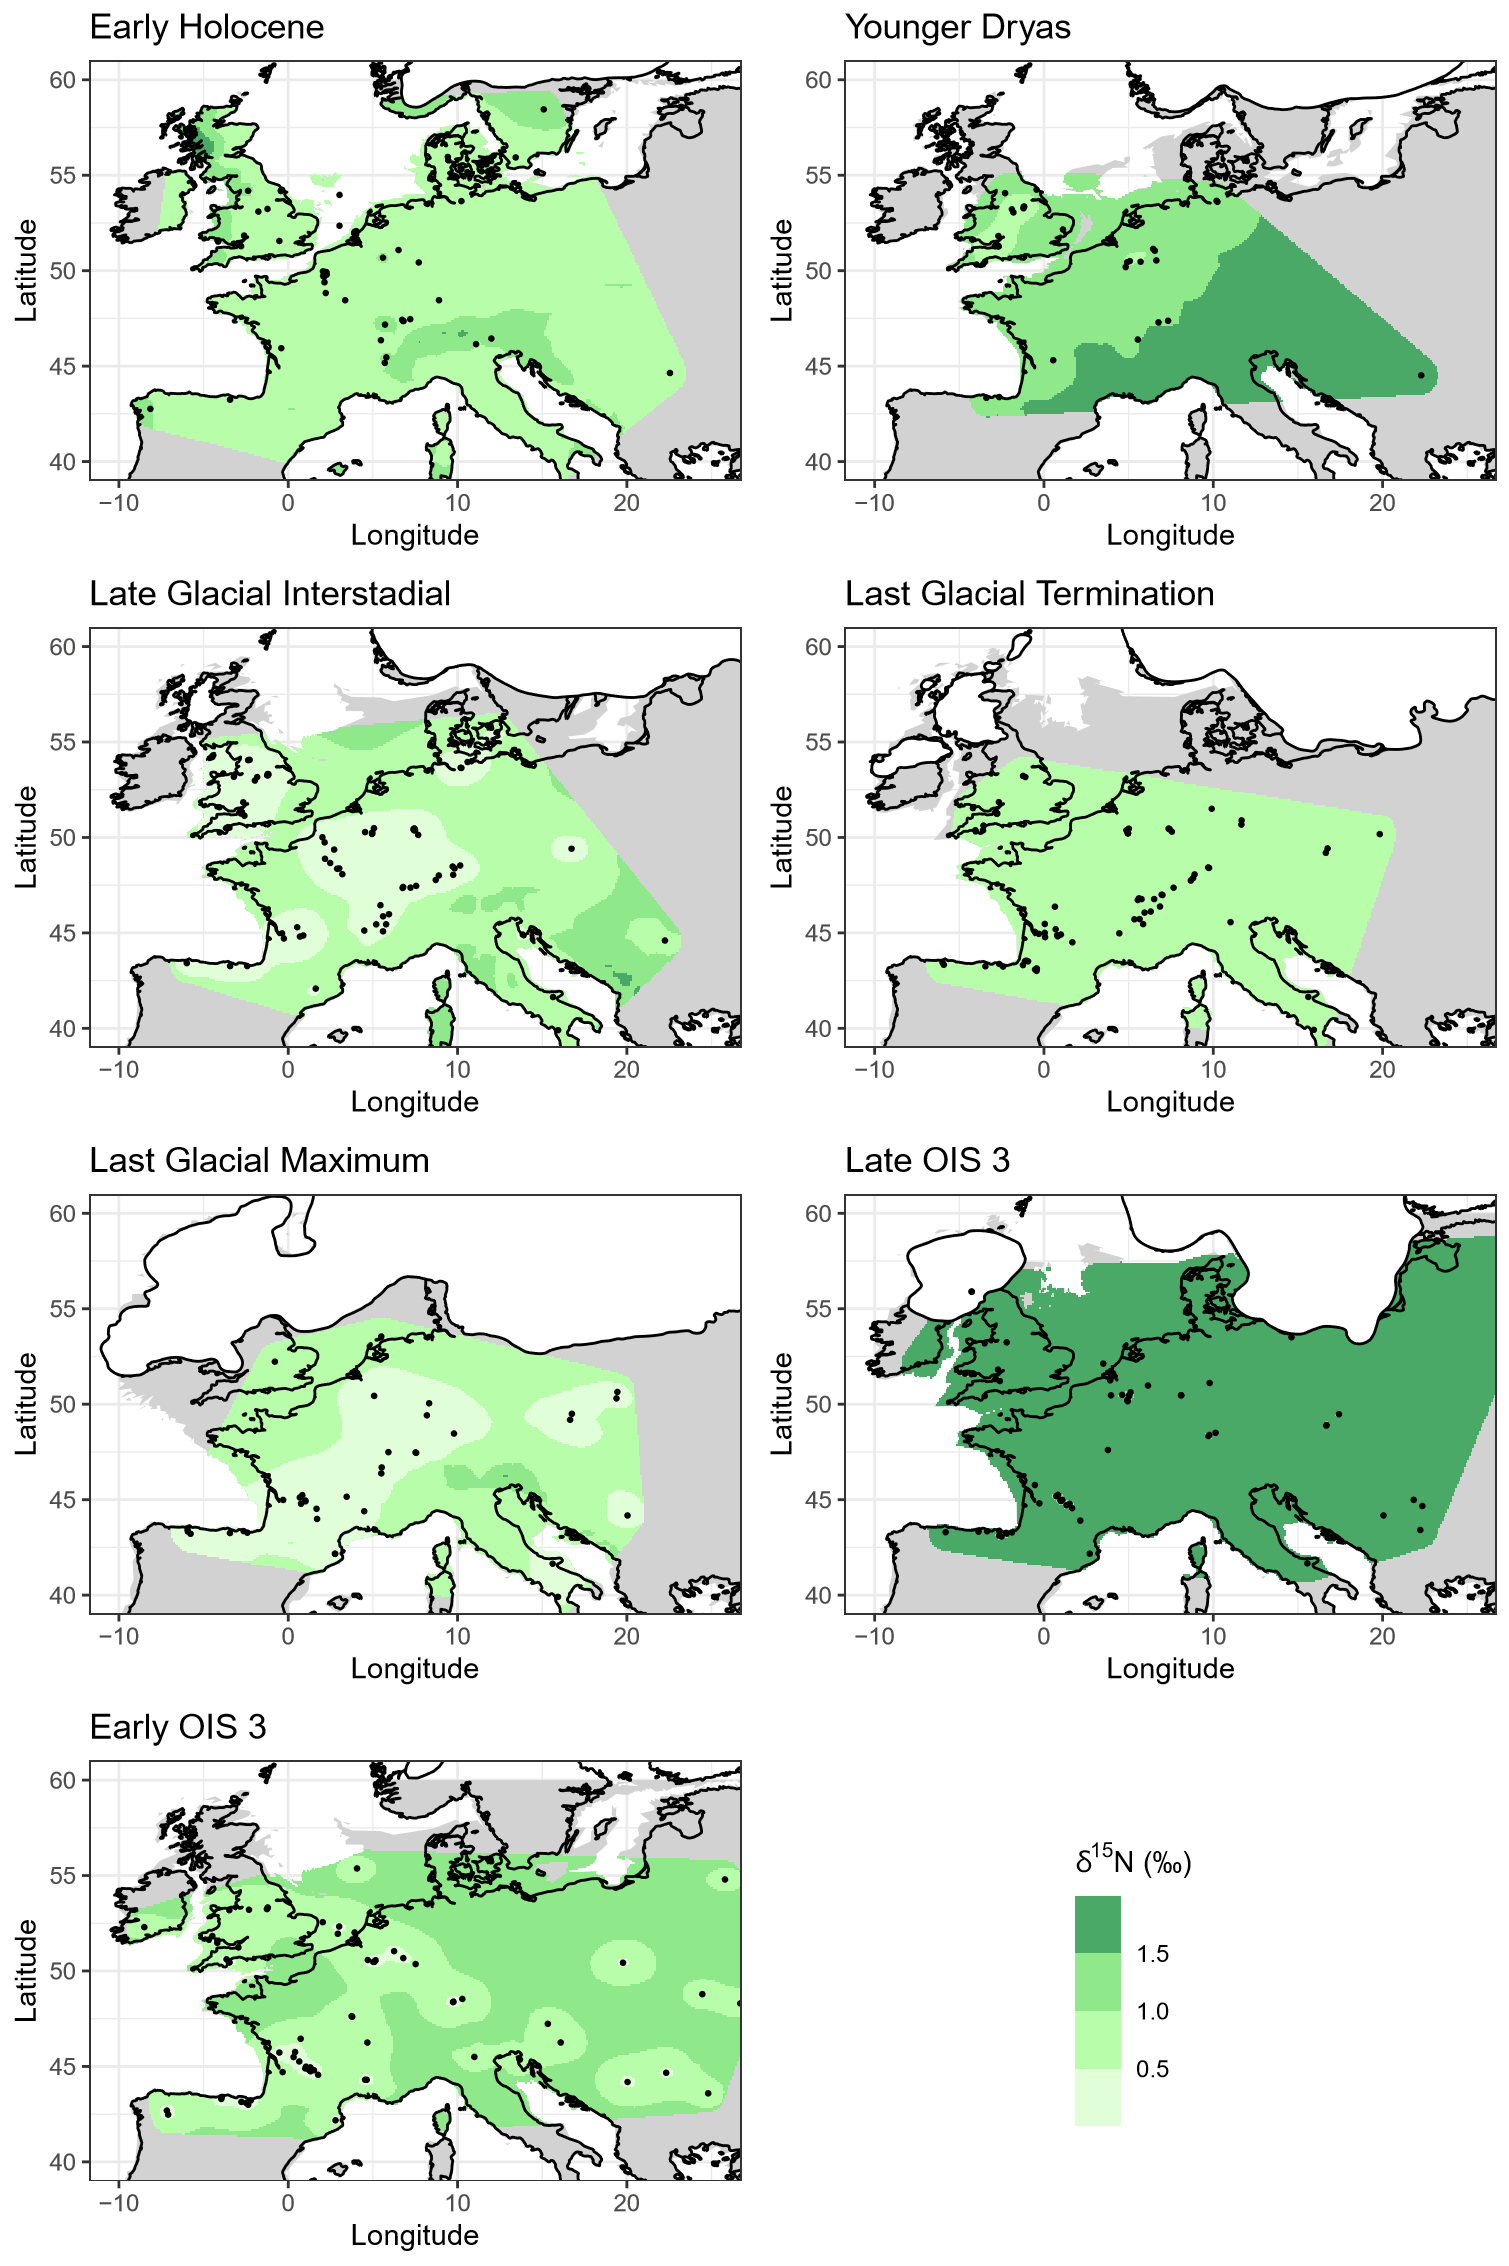 Early Holocene
Younger Dryas
60
55
50
45
40
Latitude
−10 0 10 20
Longitude
60
55
50
45
40
Latitude
−10 0 10 20
Longitude
Late Glacial Interstadial
Last Glacial Termination
60
55
50
45
40
Latitude
−10 0 10 20
Longitude
60
55
50
45
40
Latitude
−10 0 10 20
Longitude
Last Glacial Maximum
Late OIS 3
60
55
50
45
40
Latitude
−10 0 10 20
Longitude
60
55
50
45
40
Latitude
−10 0 10 20
Longitude
Early OIS 3
60
55
50
45
40
Latitude
−10 0 10 20
Longitude
δ¹⁵N (‰)
1.5
1.0
0.5